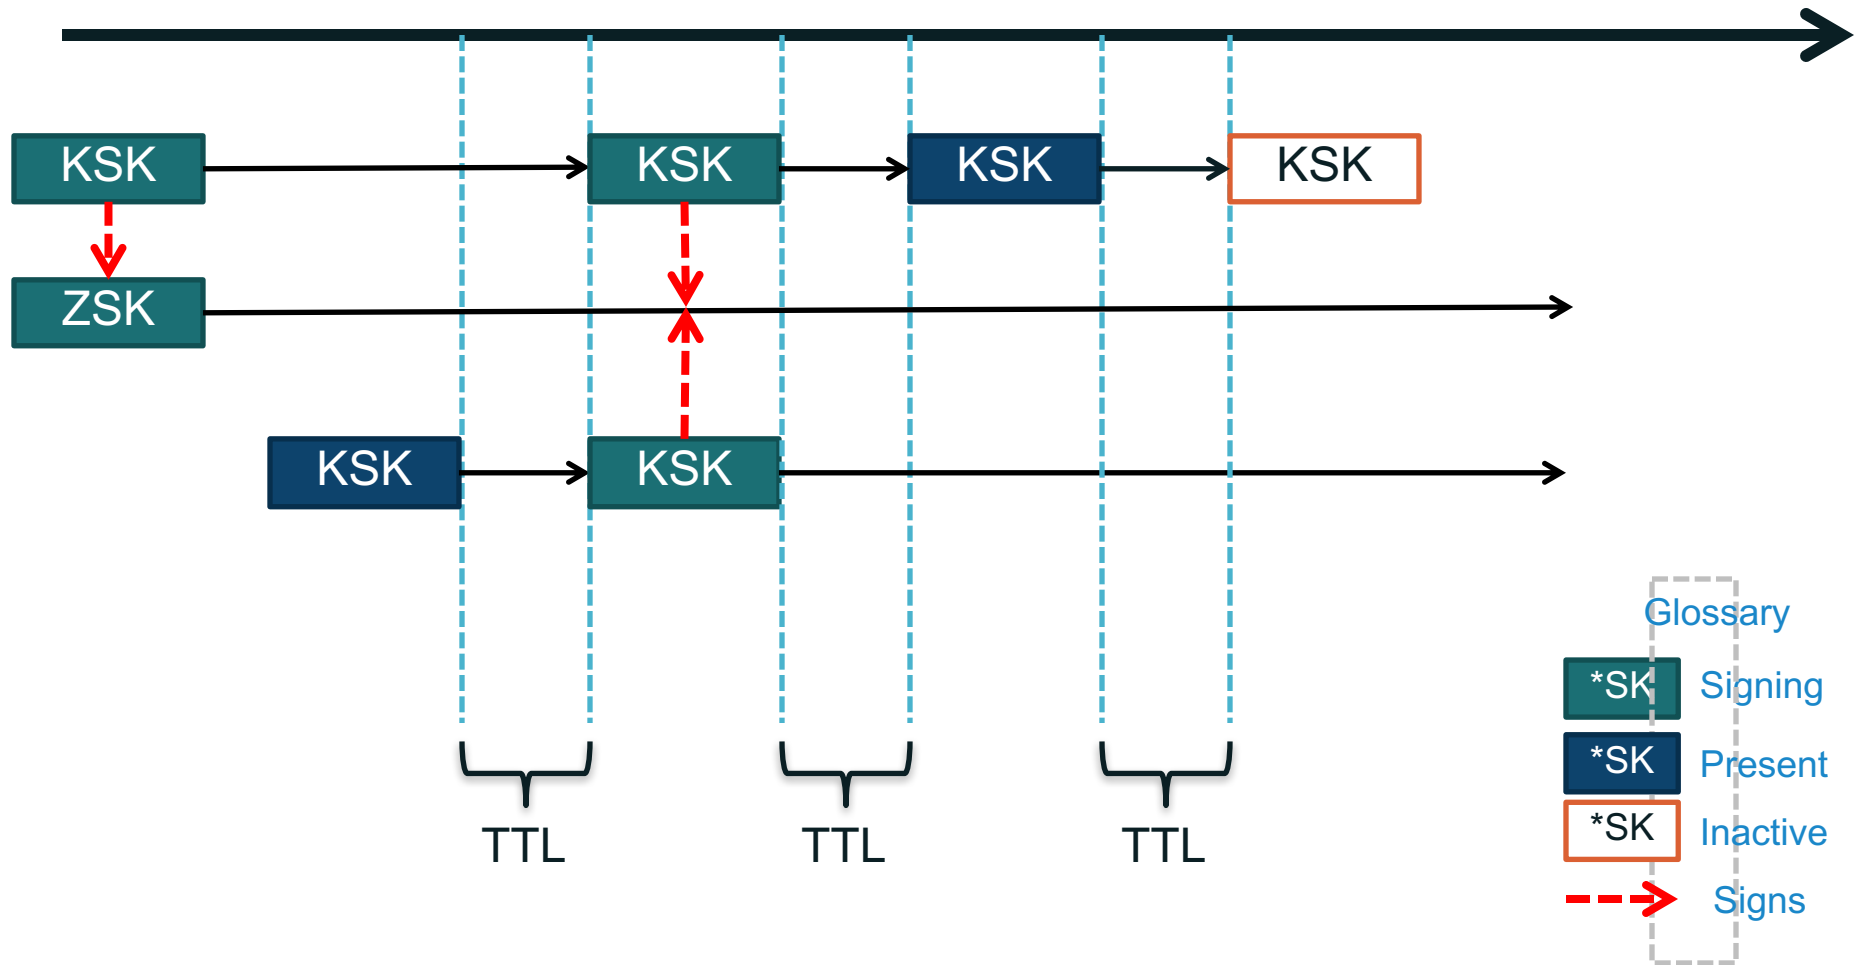 KSK
KSK
KSK
KSK
ZSK
KSK
KSK
TTL
TTL
TTL
Glossary
*SK Signing
*SK Present
*SK Inactive
Signs